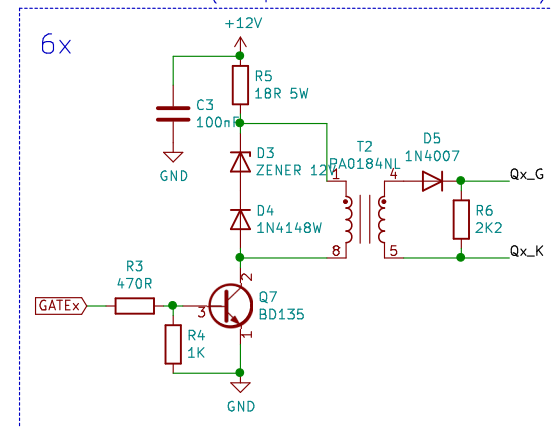 6x
+12V
R5
18R 5W
C3
100nF
GND
D3
ZENER 12V
D4
1N4148W
T2
PA0184NL
1
8
4
5
D5
1N4007
Qx_G
R6
2K2
Qx_K
R3
470R
GATEx
R4
1K
3
2
1
Q7
BD135
GND